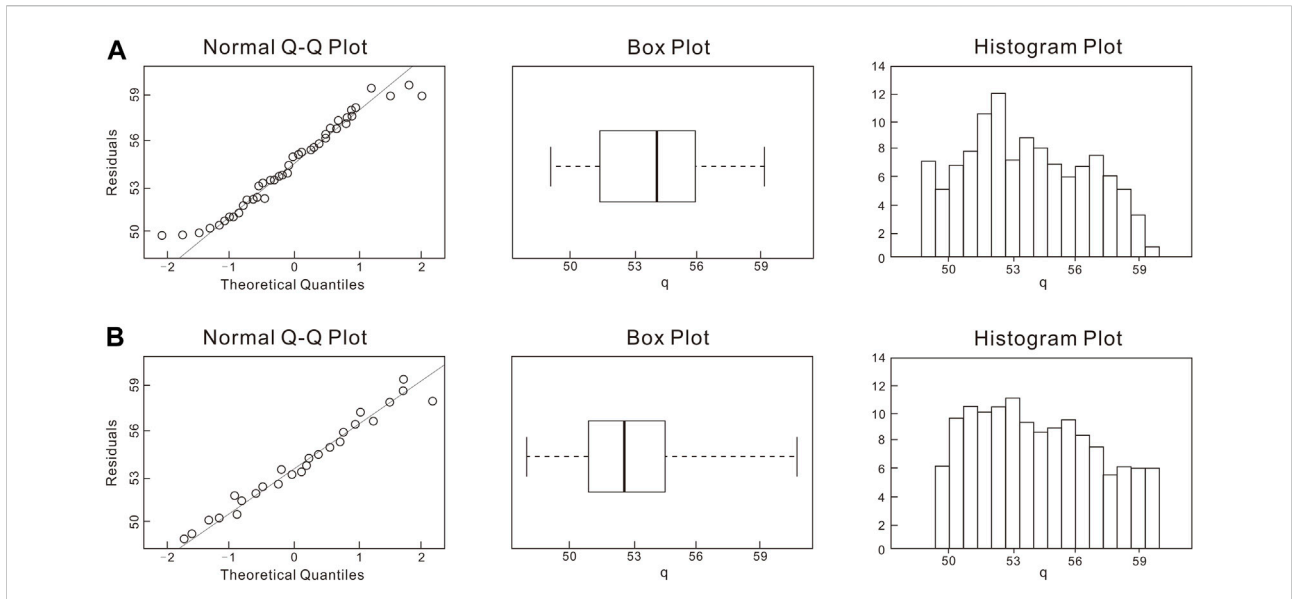 A
Normal Q-Q Plot
Box Plot
Histogram Plot
Residuals
59
56
53
50
−2 −1 0 1 2
Theoretical Quantiles
50 53 56 59
q
14
12
10
8
6
4
2
0
50 53 56 59
q
B
Normal Q-Q Plot
Box Plot
Histogram Plot
Residuals
59
56
53
50
−2 −1 0 1 2
Theoretical Quantiles
50 53 56 59
q
14
12
10
8
6
4
2
0
50 53 56 59
q